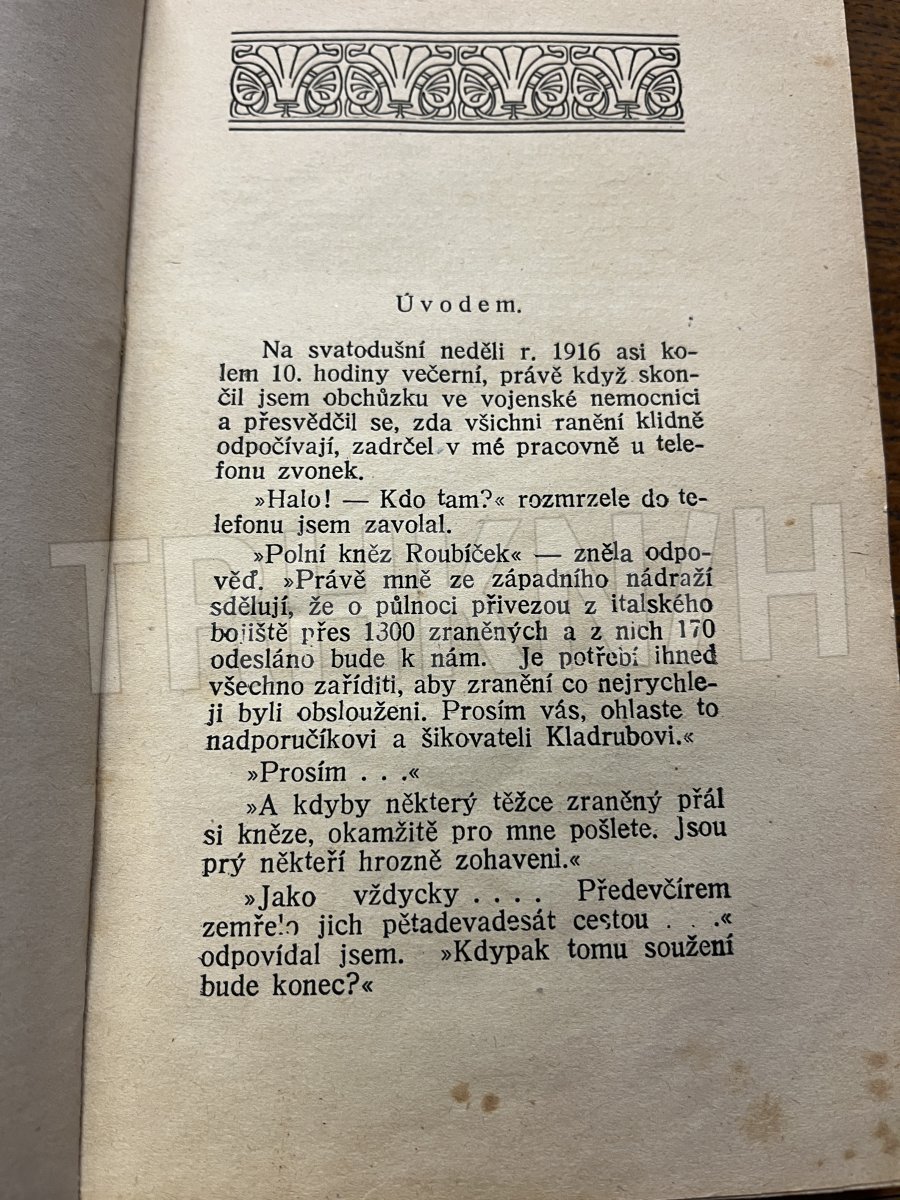 Úvodem.
Na svatodušní neděli r. 1916 asi ko-
lem 10. hodiny večerní, právě když skon-
čil jsem obchůzku ve vojenské nemocnici
a přesvědčil se, zda všichni ranění klidně
odpočívají, zadrčel v mé pracovně u tele-
fonu zvonek.
»Halo! — Kdo tam?« rozmrzele do te-
lefonu jsem zavolal.
»Polní kněz Roubíček« — zněla odpo-
věď. »Právě mně ze západního nádraží
sdělují, že o půlnoci přivezou z italského
bojiště přes 1300 zraněných a z nich 170
odesláno bude k nám. Je potřebí ihned
všechno zaříditi, aby zranění co nejrychle-
ji byli obslouženi. Prosím vás, ohlaste to
nadporučíkovi a šikovateli Kladrubovi.«
»Prosím . . .«
»A kdyby některý těžce zraněný přál
si kněze, okamžitě pro mne pošlete. Jsou
prý někteří hrozně zohaveni.«
»Jako vždycky . . . . Předevčírem
zemřelo jich pětadevadesát cestou . . .«
odpovídal jsem. »Kdypak tomu soužení
bude konec?«
TRHKNIH